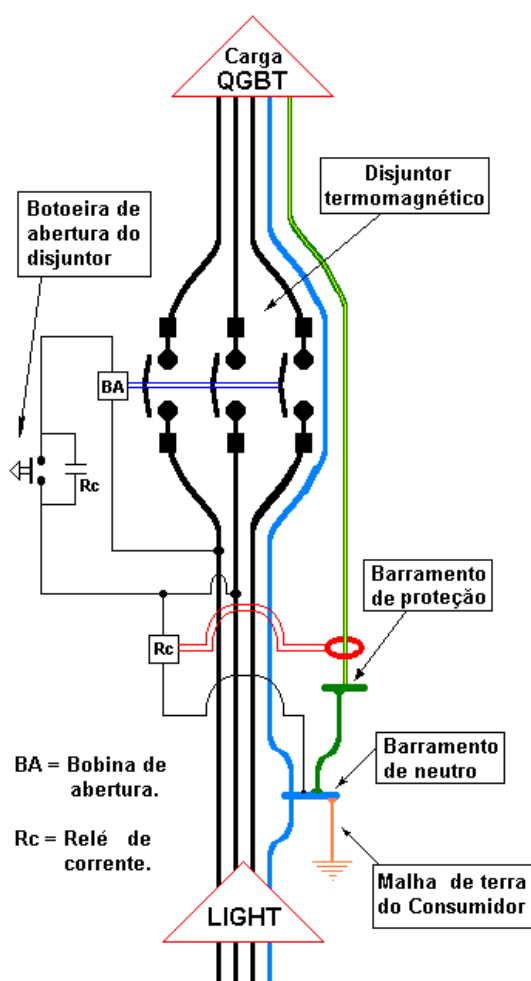 Carga
QGBT
Disjuntor
termomagnético
Botoeira de
abertura do
disjuntor
BA
Rc
Barramento
de proteção
Rc
BA = Bobina de
abertura.
Barramento
de neutro
Rc = Relé de
corrente.
Malha de terra
do Consumidor
LIGHT